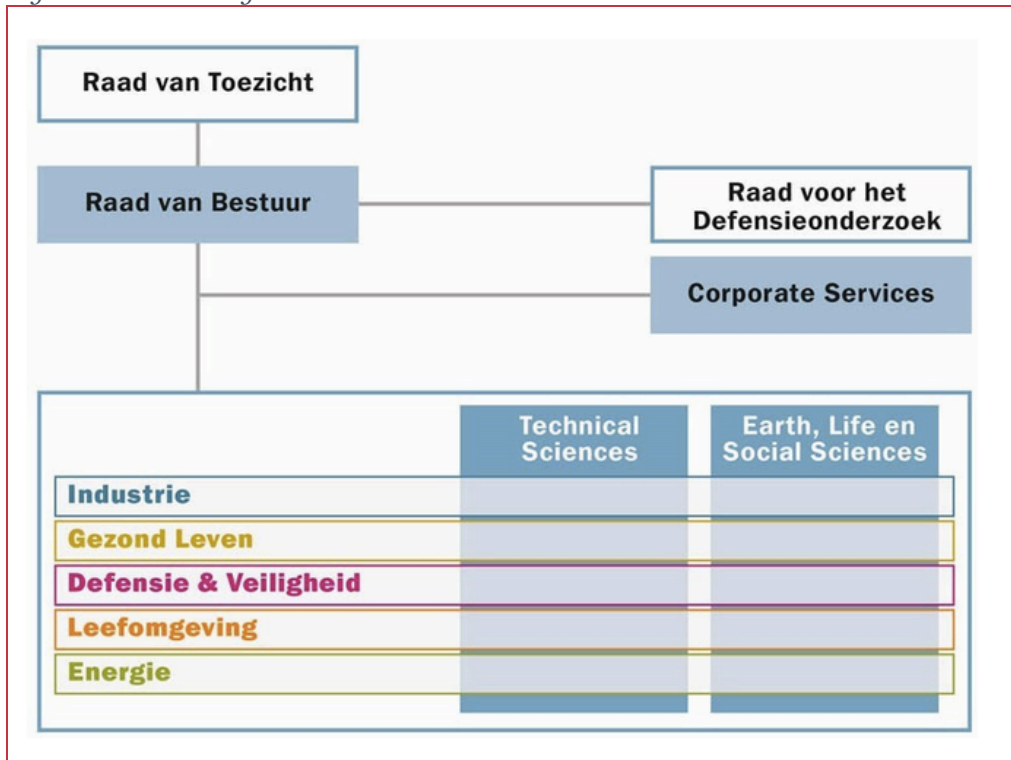 Raad van Toezicht
Raad van Bestuur
Raad voor het
Defensieonderzoek
Corporate Services
Technical
Sciences
Earth, Life en
Social Sciences
Industrie
Gezond Leven
Defensie & Veiligheid
Leefomgeving
Energie